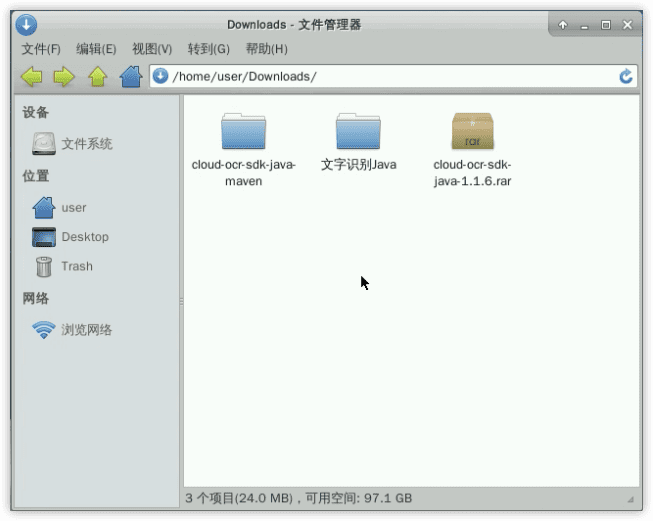 Downloads - 文件管理器
文件(F) 编辑(E) 视图(V) 转到(G) 帮助(H)
/home/user/Downloads/
设备
文件系统
位置
user
Desktop
Trash
网络
浏览网络
cloud-ocr-sdk-java-
maven
文字识别Java
rar
cloud-ocr-sdk-
java-1.1.6.rar
3 个项目(24.0 MB)，可用空间: 97.1 GB